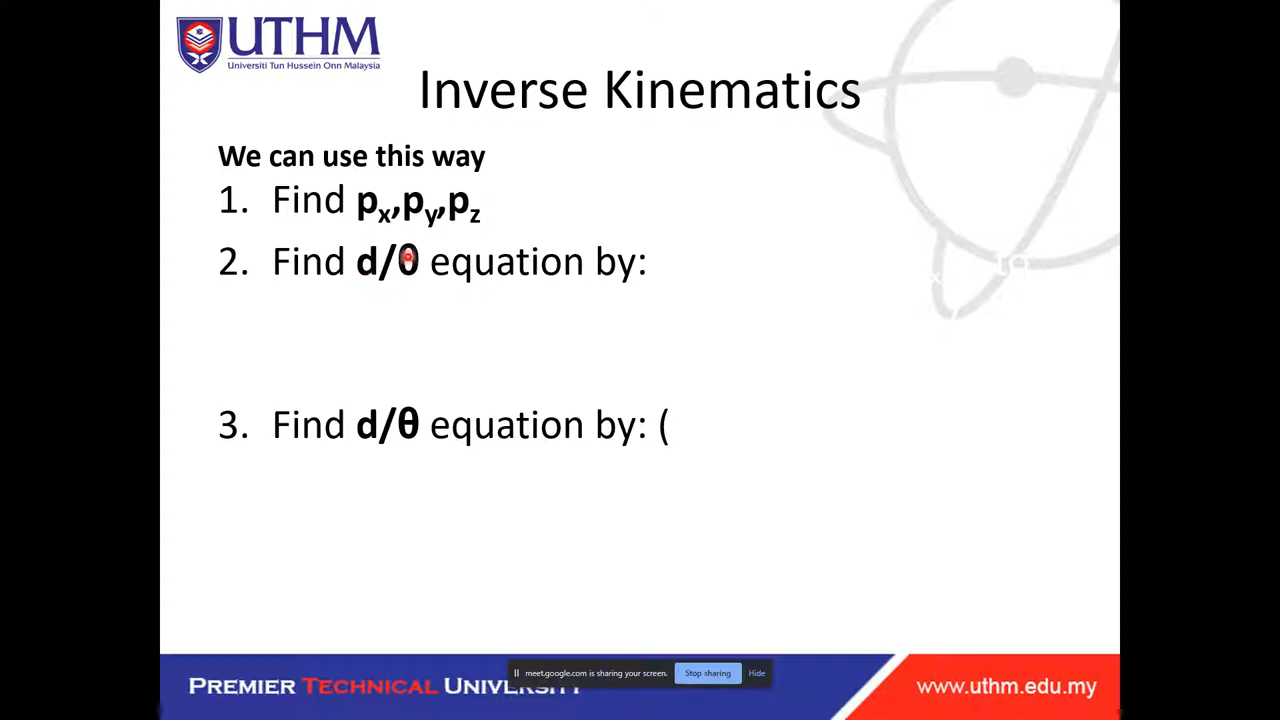 UTHM
Universiti Tun Hussein Onn Malaysia
Inverse Kinematics
We can use this way
1. Find px,py,pz
2. Find d/θ equation by:
3. Find d/θ equation by: (
meet.google.com is sharing your screen. Stop sharing Hide
PREMIER TECHNICAL UNIVERSITY
www.uthm.edu.my